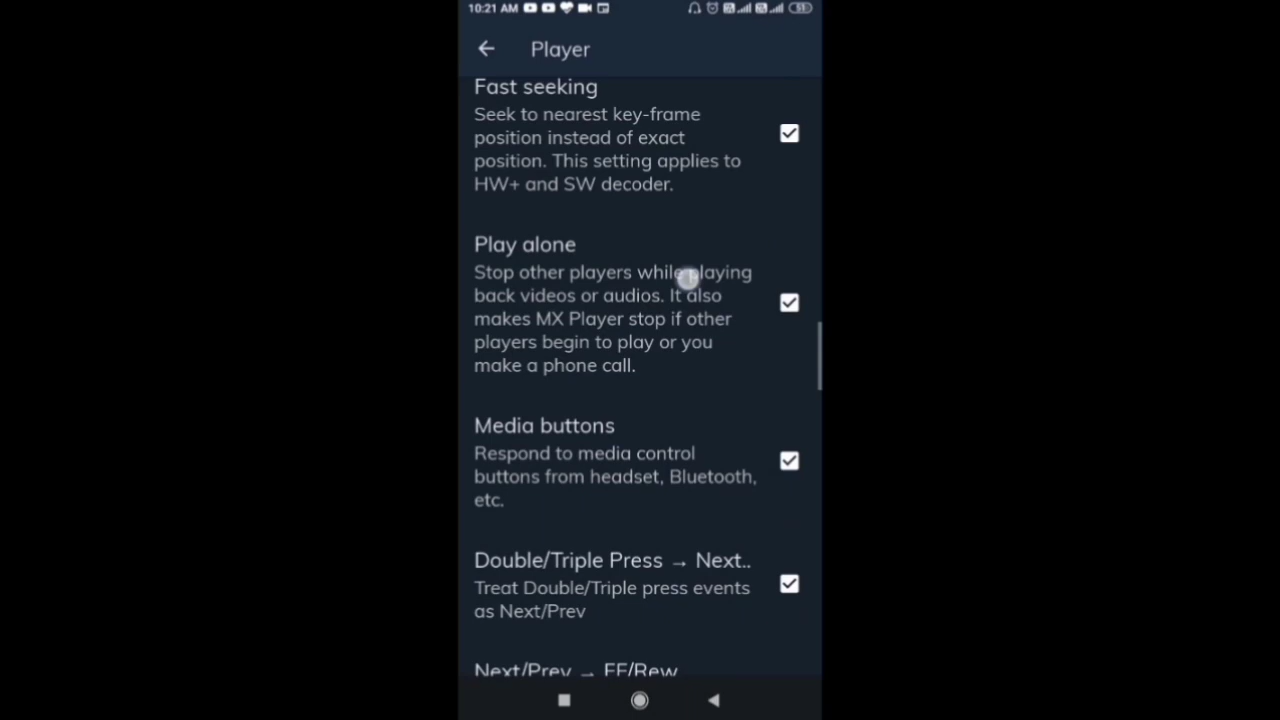 10:21 AM
53
Player
Fast seeking
Seek to nearest key-frame
position instead of exact
position. This setting applies to
HW+ and SW decoder.
Play alone
Stop other players while playing
back videos or audios. It also
makes MX Player stop if other
players begin to play or you
make a phone call.
Media buttons
Respond to media control
buttons from headset, Bluetooth,
etc.
Double/Triple Press → Next..
Treat Double/Triple press events
as Next/Prev
Next/Prev → FF/Rew